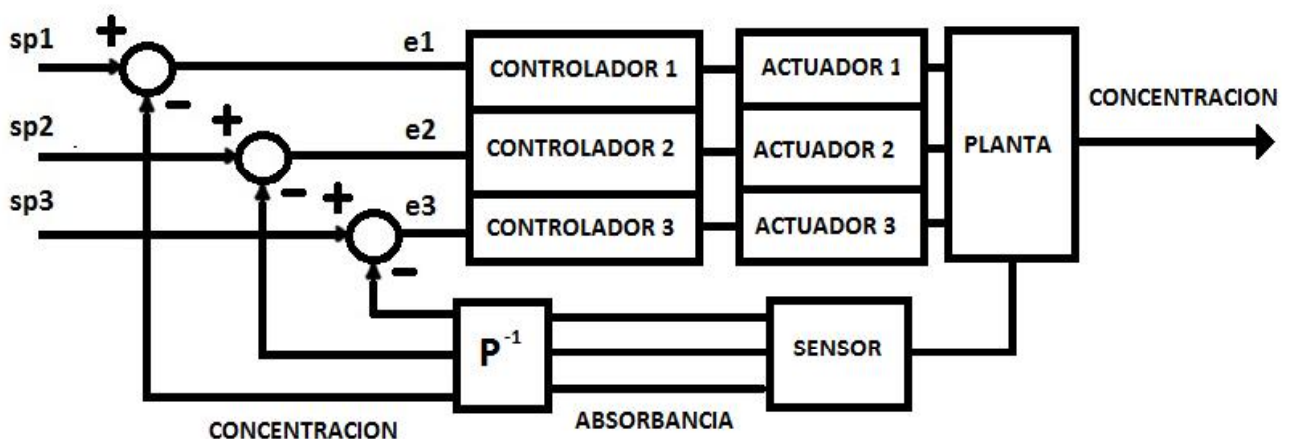 sp1
+
-
e1
CONTROLADOR 1
ACTUADOR 1
CONCENTRACION
sp2
+
-
e2
CONTROLADOR 2
ACTUADOR 2
PLANTA
sp3
+
-
e3
CONTROLADOR 3
ACTUADOR 3
P⁻¹
SENSOR
CONCENTRACION
ABSORBANCIA